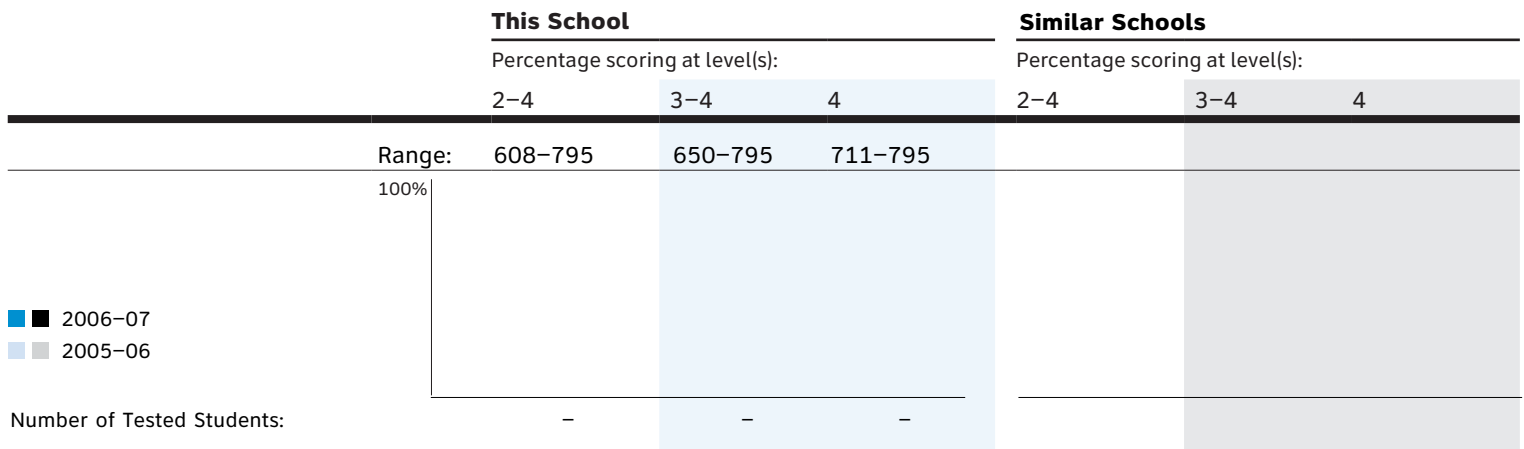 This School Similar Schools
Percentage scoring at level(s): Percentage scoring at level(s):
2–4 3–4 4 2–4 3–4 4
Range: 608–795 650–795 711–795
100%
2006–07
2005–06
Number of Tested Students: – – –